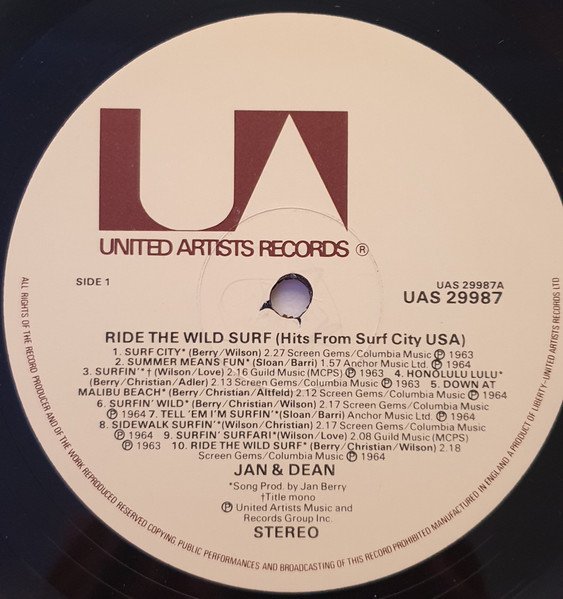 UA
UNITED ARTISTS RECORDS ®
SIDE 1
UAS 29987A
UAS 29987
RIDE THE WILD SURF (Hits From Surf City USA)
1. SURF CITY* (Berry/Wilson) 2.27 Screen Gems/Columbia Music Ⓟ 1963
2. SUMMER MEANS FUN* (Sloan/Barri) 1.57 Anchor Music Ltd. Ⓟ 1964
3. SURFIN'*† (Wilson/Love) 2.16 Guild Music (MCPS) Ⓟ 1963 4. HONOLULU LULU*
(Berry/Christian/Adler) 2.13 Screen Gems/Columbia Music Ⓟ 1963 5. DOWN AT
MALIBU BEACH* (Berry/Christian/Altfeld) 2.12 Screen Gems/Columbia Music Ⓟ 1964
6. SURFIN' WILD* (Berry/Christian/Wilson) 2.17 Screen Gems/Columbia Music
Ⓟ 1964 7. TELL 'EM I'M SURFIN'*(Sloan/Barri) Anchor Music Ltd. Ⓟ 1964
8. SIDEWALK SURFIN'*(Wilson/Christian) 2.17 Screen Gems/Columbia Music
Ⓟ 1964 9. SURFIN' SURFARI*(Wilson/Love) 2.08 Guild Music (MCPS)
Ⓟ 1963 10. RIDE THE WILD SURF* (Berry/Christian/Wilson) 2.18
Screen Gems/Columbia Music Ⓟ 1964
JAN & DEAN
*Song Prod. by Jan Berry
†Title mono
Ⓟ United Artists Music and
Records Group Inc.
STEREO
ALL RIGHTS OF THE RECORD PRODUCER AND OF THE OWNER OF THE WORK REPRODUCED RESERVED COPYING PUBLIC PERFORMANCES AND BROADCASTING OF THIS RECORD PROHIBITED MANUFACTURED IN ENGLAND A PRODUCT OF LIBERTY-UNITED ARTISTS RECORDS LTD